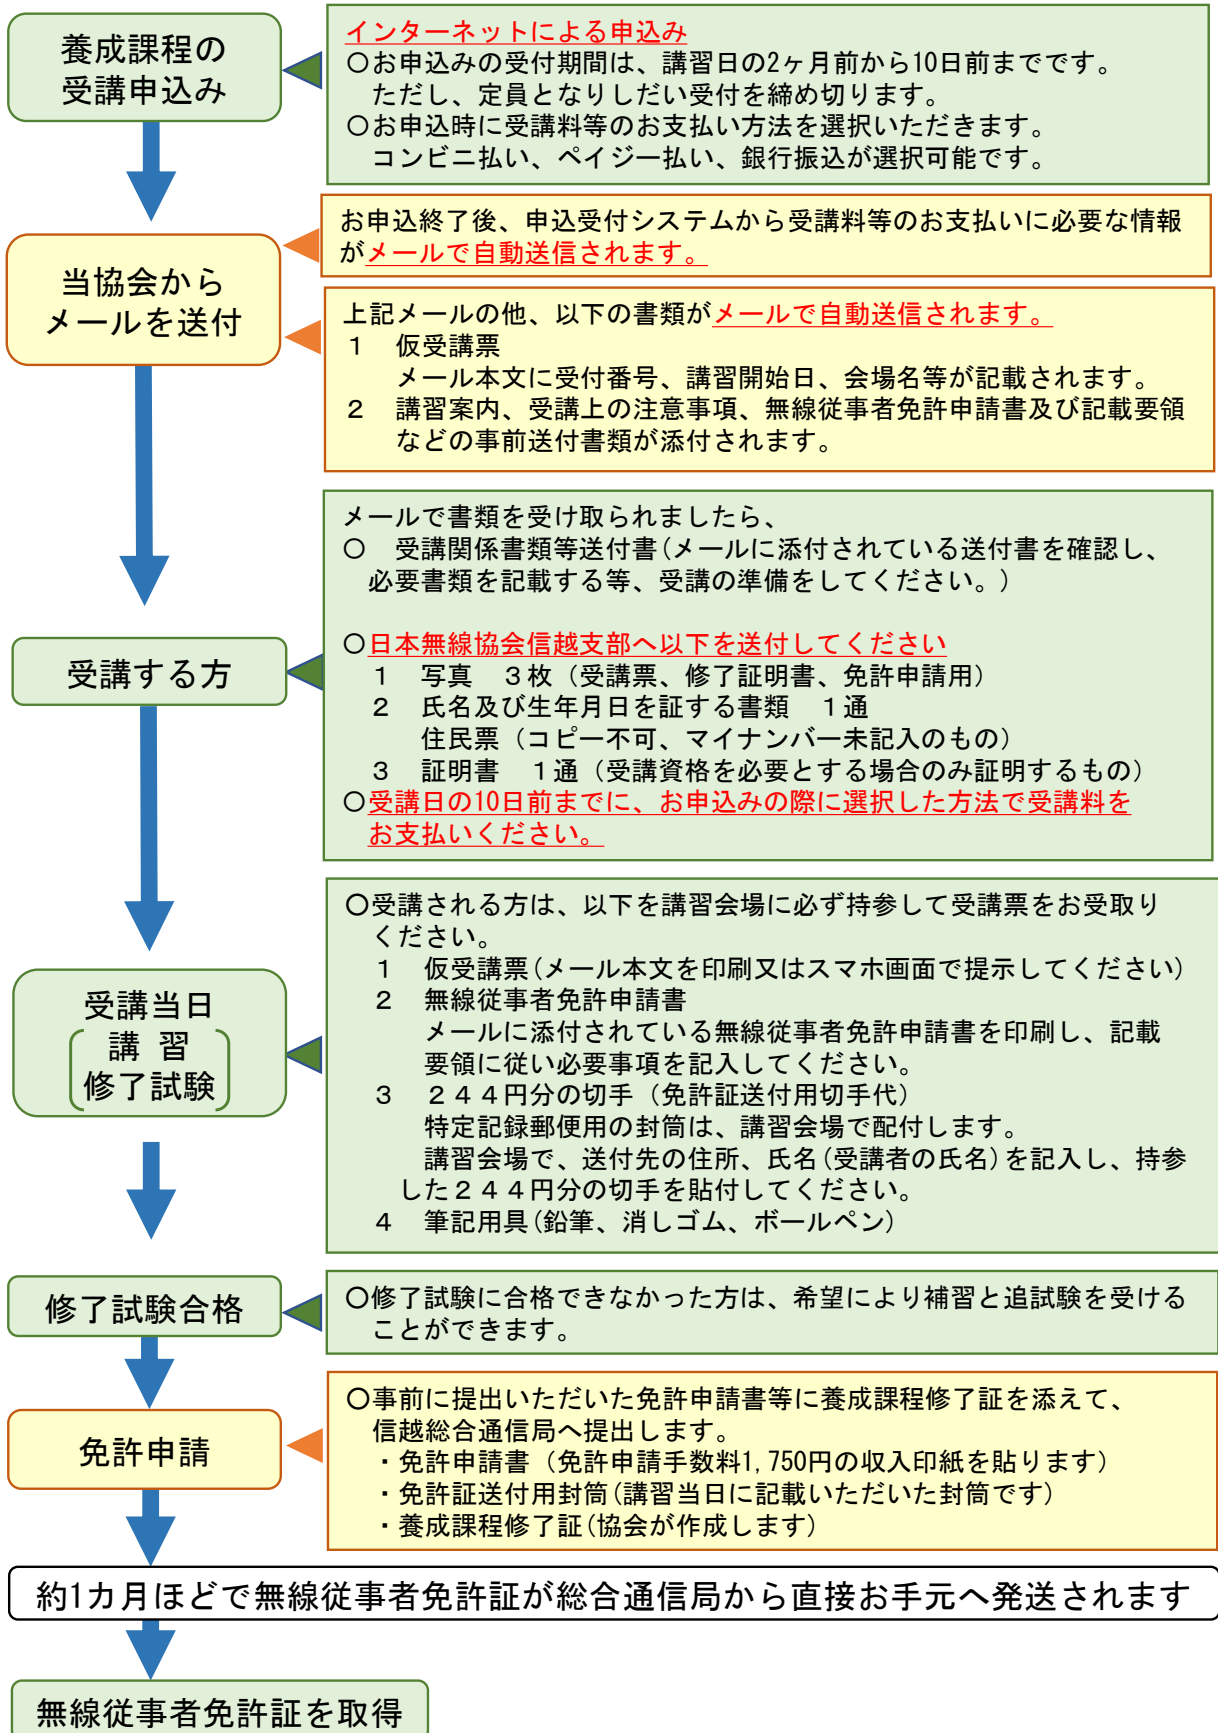 養成課程の
受講申込み
インターネットによる申込み
〇お申込みの受付期間は、講習日の2ヶ月前から10日前までです。
ただし、定員となりしだい受付を締め切ります。
〇お申込時に受講料等のお支払い方法を選択いただきます。
コンビニ払い、ペイジー払い、銀行振込が選択可能です。
当協会から
メールを送付
お申込終了後、申込受付システムから受講料等のお支払いに必要な情報
がメールで自動送信されます。
上記メールの他、以下の書類がメールで自動送信されます。
１　仮受講票
メール本文に受付番号、講習開始日、会場名等が記載されます。
２　講習案内、受講上の注意事項、無線従事者免許申請書及び記載要領
などの事前送付書類が添付されます。
受講する方
メールで書類を受け取られましたら、
〇　受講関係書類等送付書(メールに添付されている送付書を確認し、
必要書類を記載する等、受講の準備をしてください。)
〇日本無線協会信越支部へ以下を送付してください
１　写真　３枚（受講票、修了証明書、免許申請用）
２　氏名及び生年月日を証する書類　１通
住民票（コピー不可、マイナンバー未記入のもの）
３　証明書　１通（受講資格を必要とする場合のみ証明するもの）
〇受講日の10日前までに、お申込みの際に選択した方法で受講料を
お支払いください。
受講当日
講 習
修了試験
〇受講される方は、以下を講習会場に必ず持参して受講票をお受取り
ください。
１　仮受講票(メール本文を印刷又はスマホ画面で提示してください)
２　無線従事者免許申請書
メールに添付されている無線従事者免許申請書を印刷し、記載
要領に従い必要事項を記入してください。
３　２４４円分の切手（免許証送付用切手代）
特定記録郵便用の封筒は、講習会場で配付します。
講習会場で、送付先の住所、氏名(受講者の氏名)を記入し、持参
した２４４円分の切手を貼付してください。
４　筆記用具(鉛筆、消しゴム、ボールペン)
修了試験合格
〇修了試験に合格できなかった方は、希望により補習と追試験を受ける
ことができます。
免許申請
〇事前に提出いただいた免許申請書等に養成課程修了証を添えて、
信越総合通信局へ提出します。
・免許申請書（免許申請手数料1,750円の収入印紙を貼ります）
・免許証送付用封筒(講習当日に記載いただいた封筒です)
・養成課程修了証(協会が作成します)
約1カ月ほどで無線従事者免許証が総合通信局から直接お手元へ発送されます
無線従事者免許証を取得